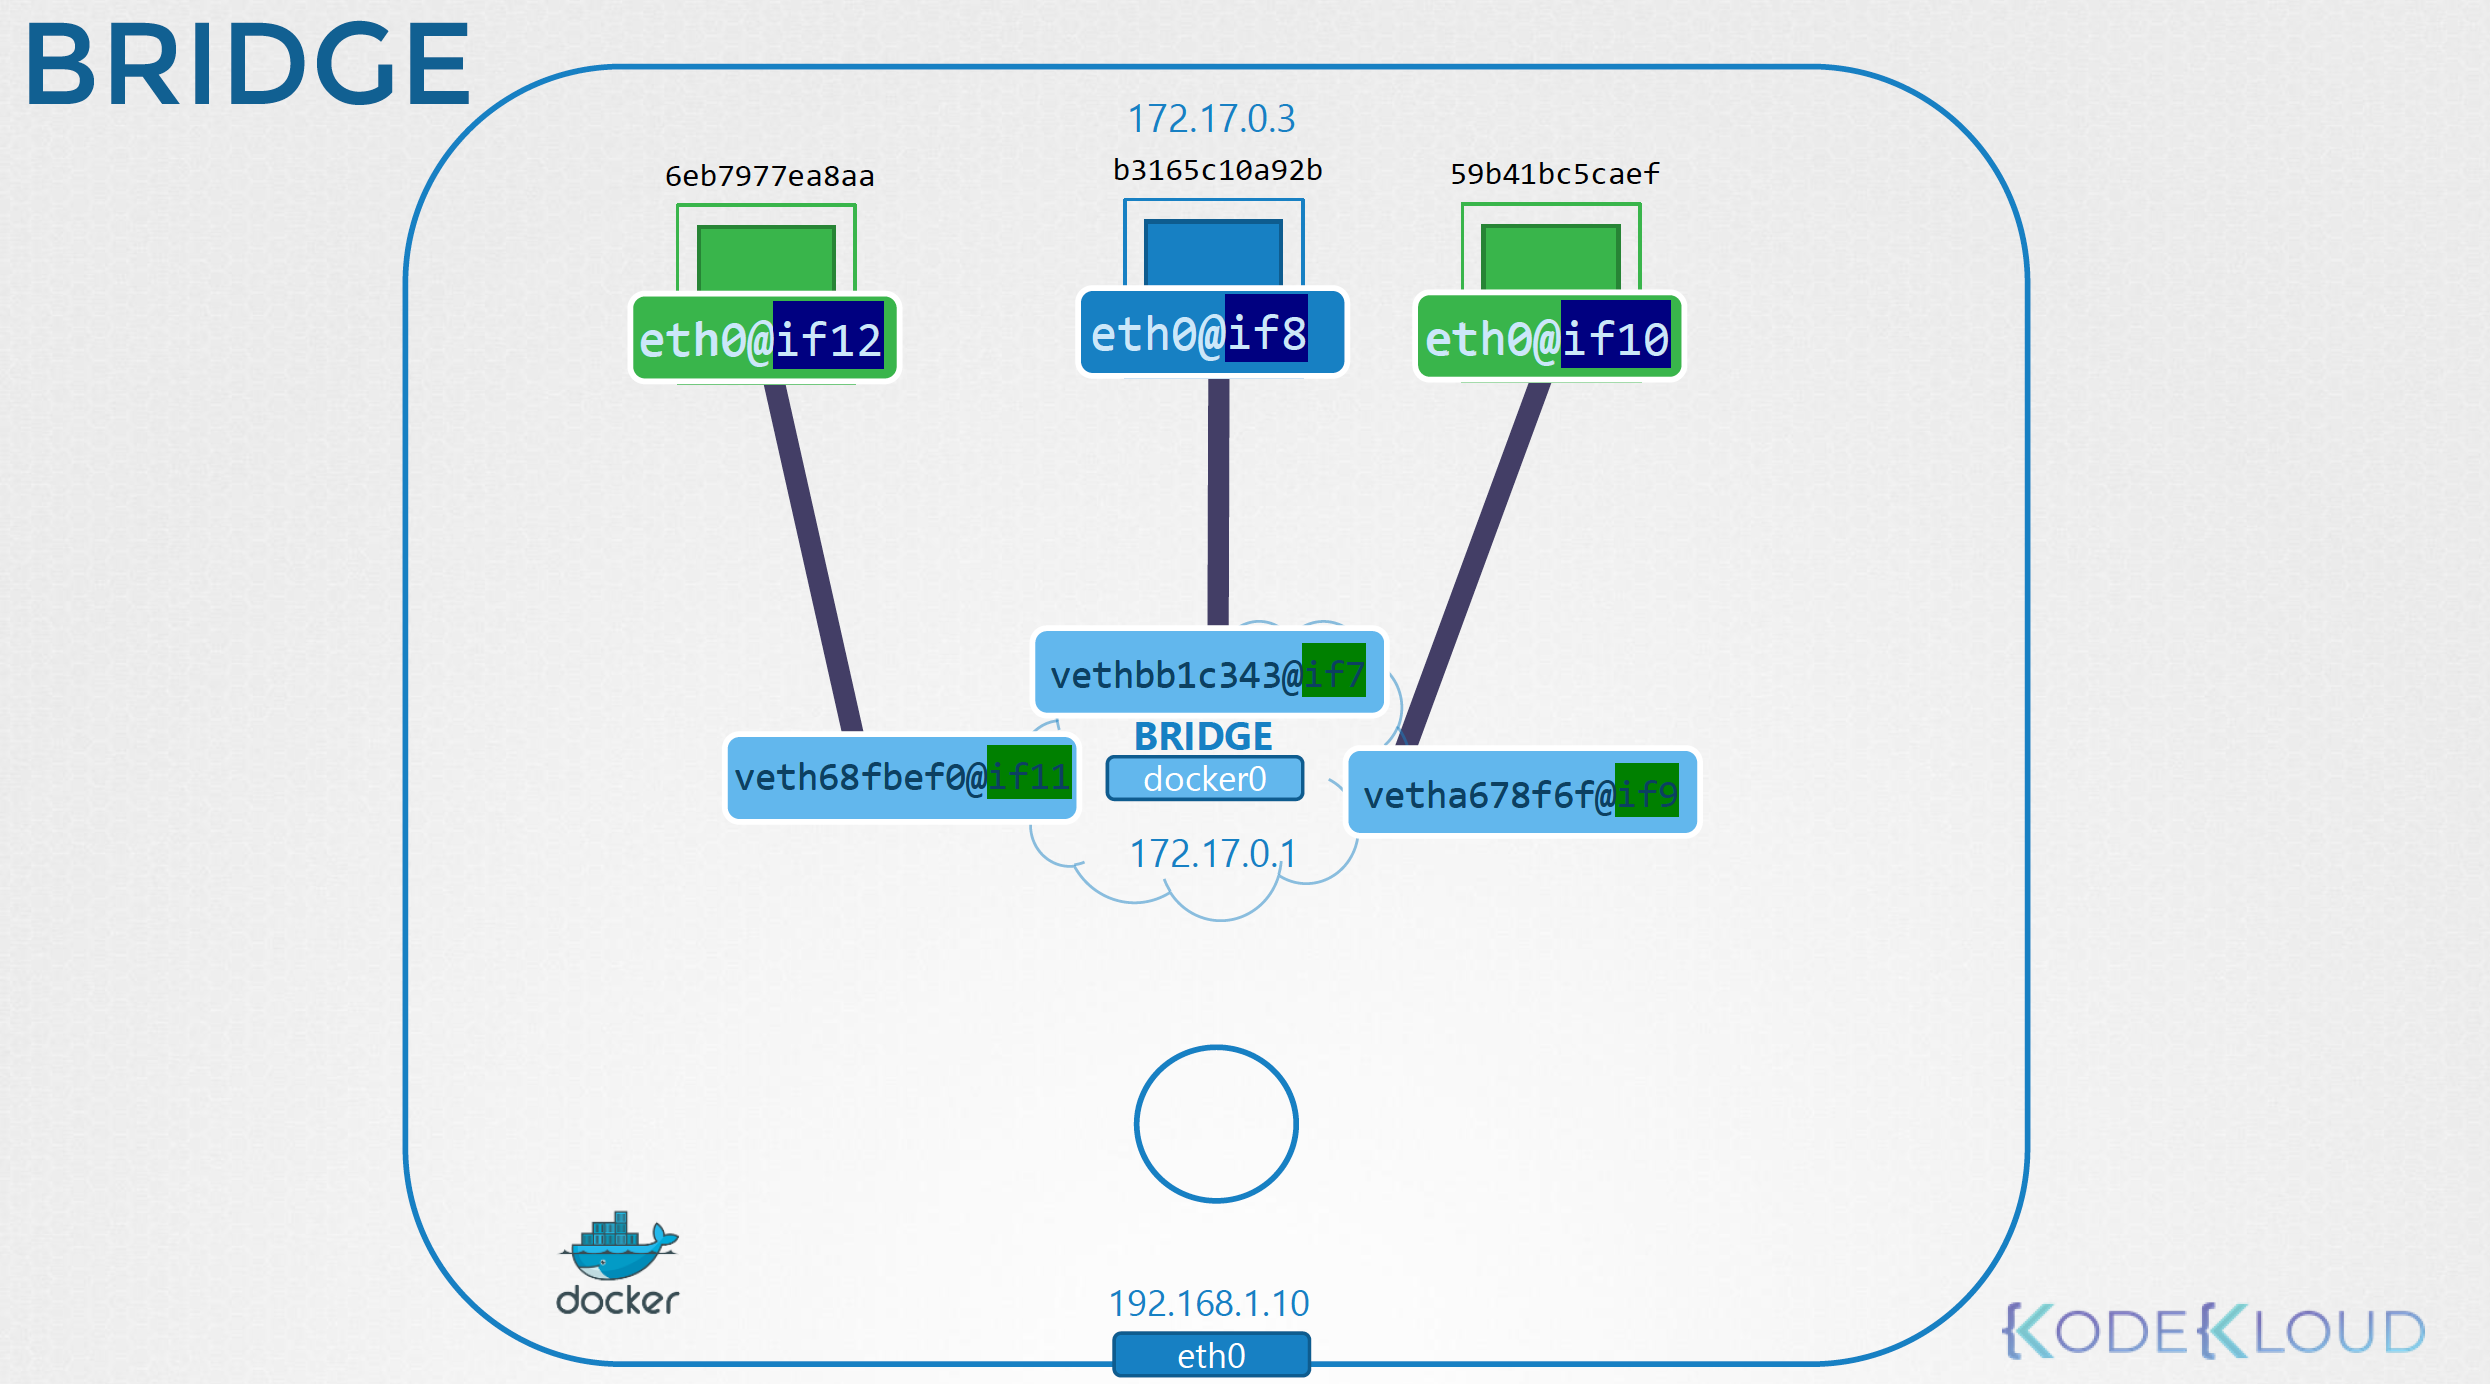 BRIDGE
172.17.0.3
6eb7977ea8aa
b3165c10a92b
59b41bc5caef
eth0@if12
eth0@if8
eth0@if10
vethbb1c343@if7
BRIDGE
veth68fbef0@if11
docker0
vetha678f6f@if9
172.17.0.1
docker
192.168.1.10
eth0
KODEKLOUD